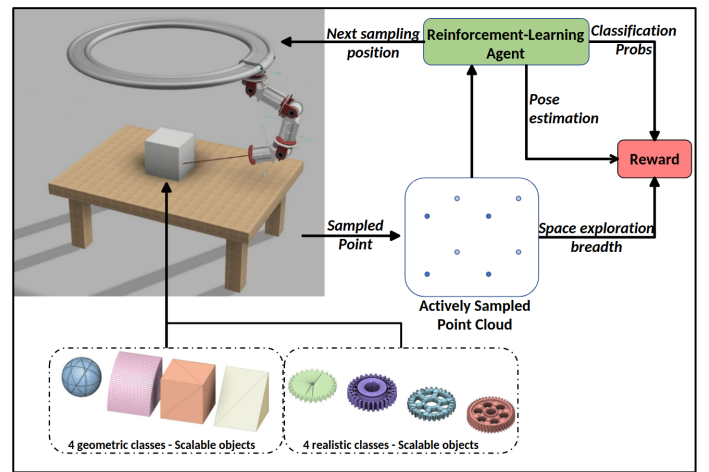 Next sampling
position
Reinforcement-Learning
Agent
Classification
Probs
Pose
estimation
Reward
Sampled
Point
Space exploration
breadth
Actively Sampled
Point Cloud
4 geometric classes - Scalable objects
4 realistic classes - Scalable objects